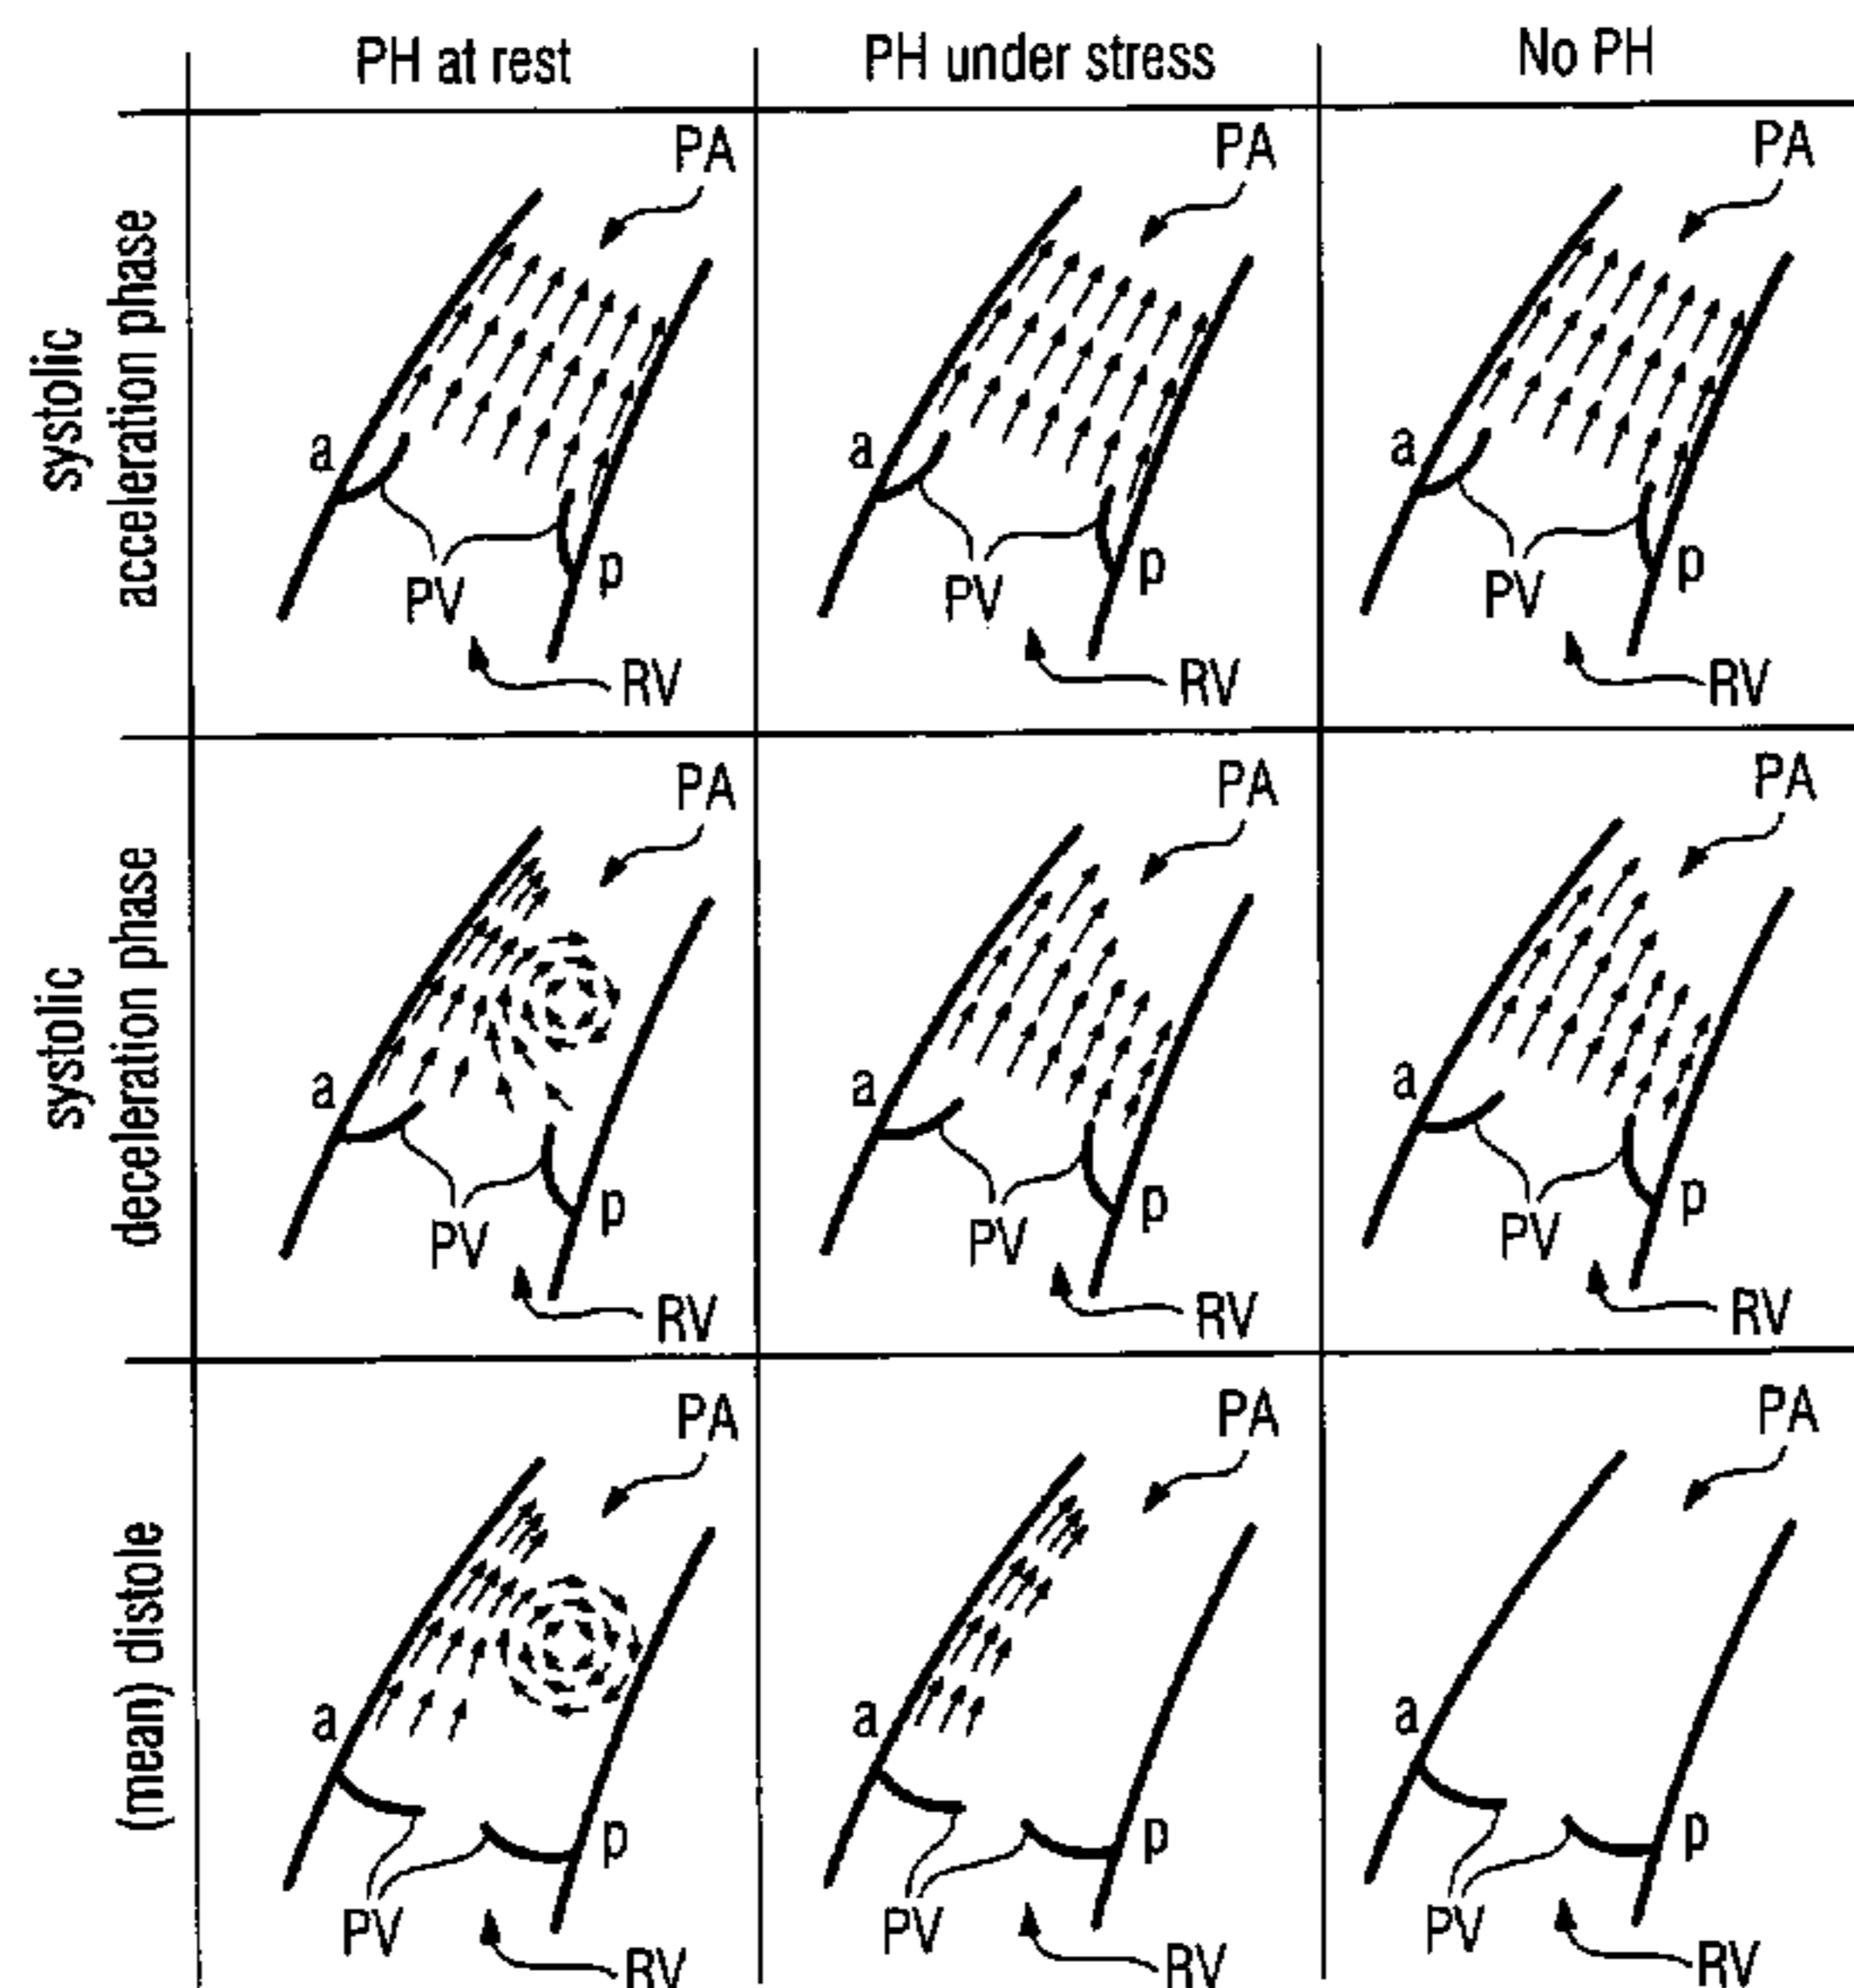 PH at rest
PH under stress
No PH
systolic
acceleration phase
PA
a
PV
p
RV
PA
a
PV
p
RV
PA
a
PV
p
RV
systolic
deceleration phase
PA
a
PV
p
RV
PA
a
PV
p
RV
PA
a
PV
p
RV
(mean) distole
PA
a
p
PV
RV
PA
a
p
PV
RV
PA
a
p
PV
RV